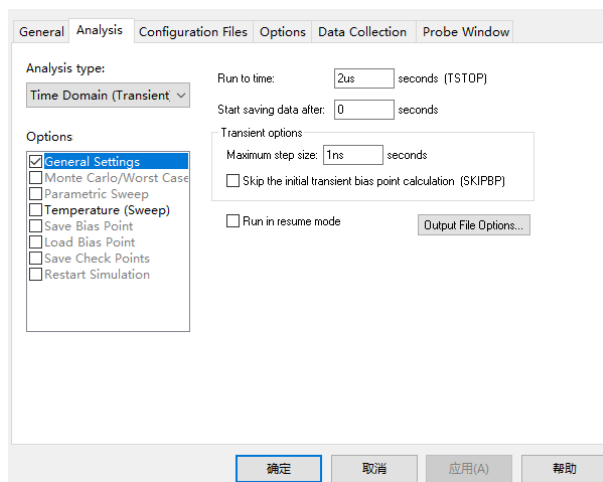 General Analysis Configuration Files Options Data Collection Probe Window
Analysis type:
Time Domain (Transient)
Options
General Settings
Monte Carlo/Worst Case
Parametric Sweep
Temperature (Sweep)
Save Bias Point
Load Bias Point
Save Check Points
Restart Simulation
Run to time: 2us seconds (TSTOP)
Start saving data after: 0 seconds
Transient options
Maximum step size: 1ns seconds
Skip the initial transient bias point calculation (SKIPBP)
Run in resume mode
Output File Options...
确定 取消 应用(A) 帮助